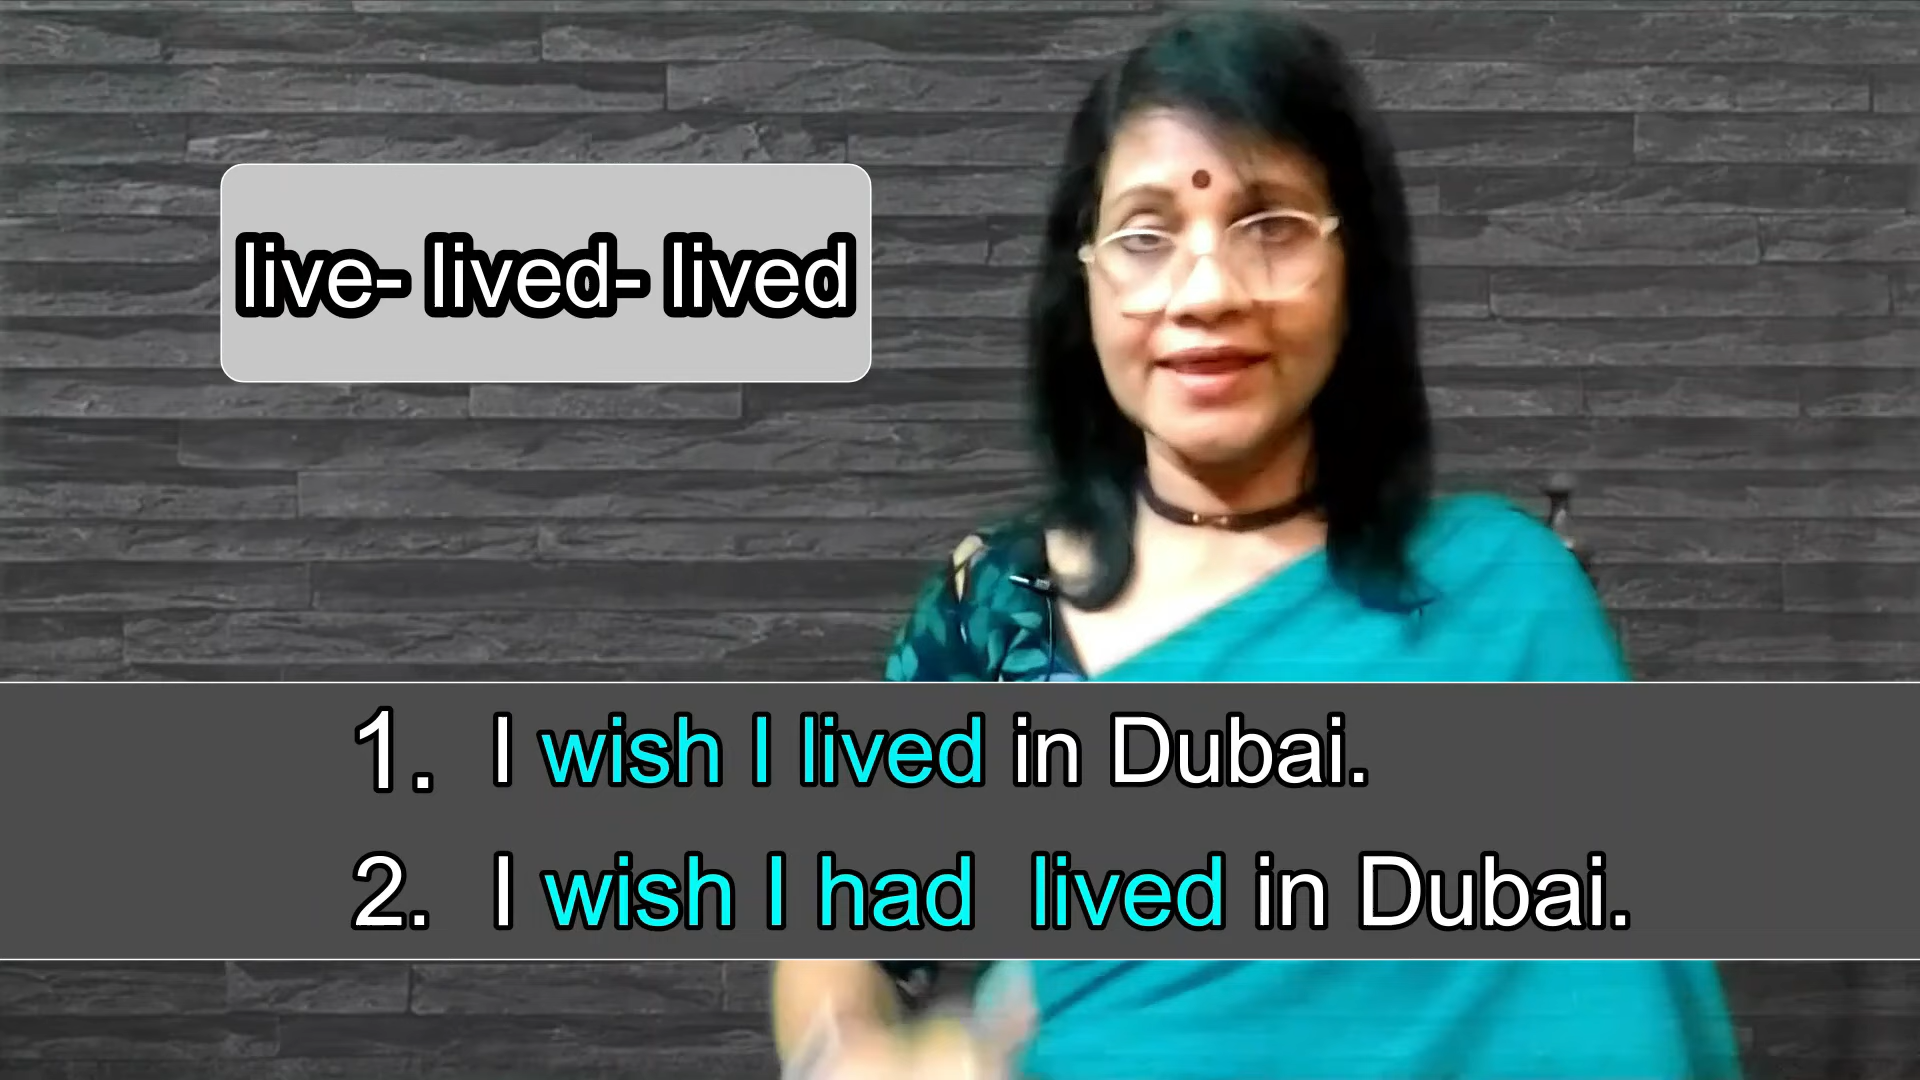 live- lived- lived
1. I wish I lived in Dubai.
2. I wish I had lived in Dubai.